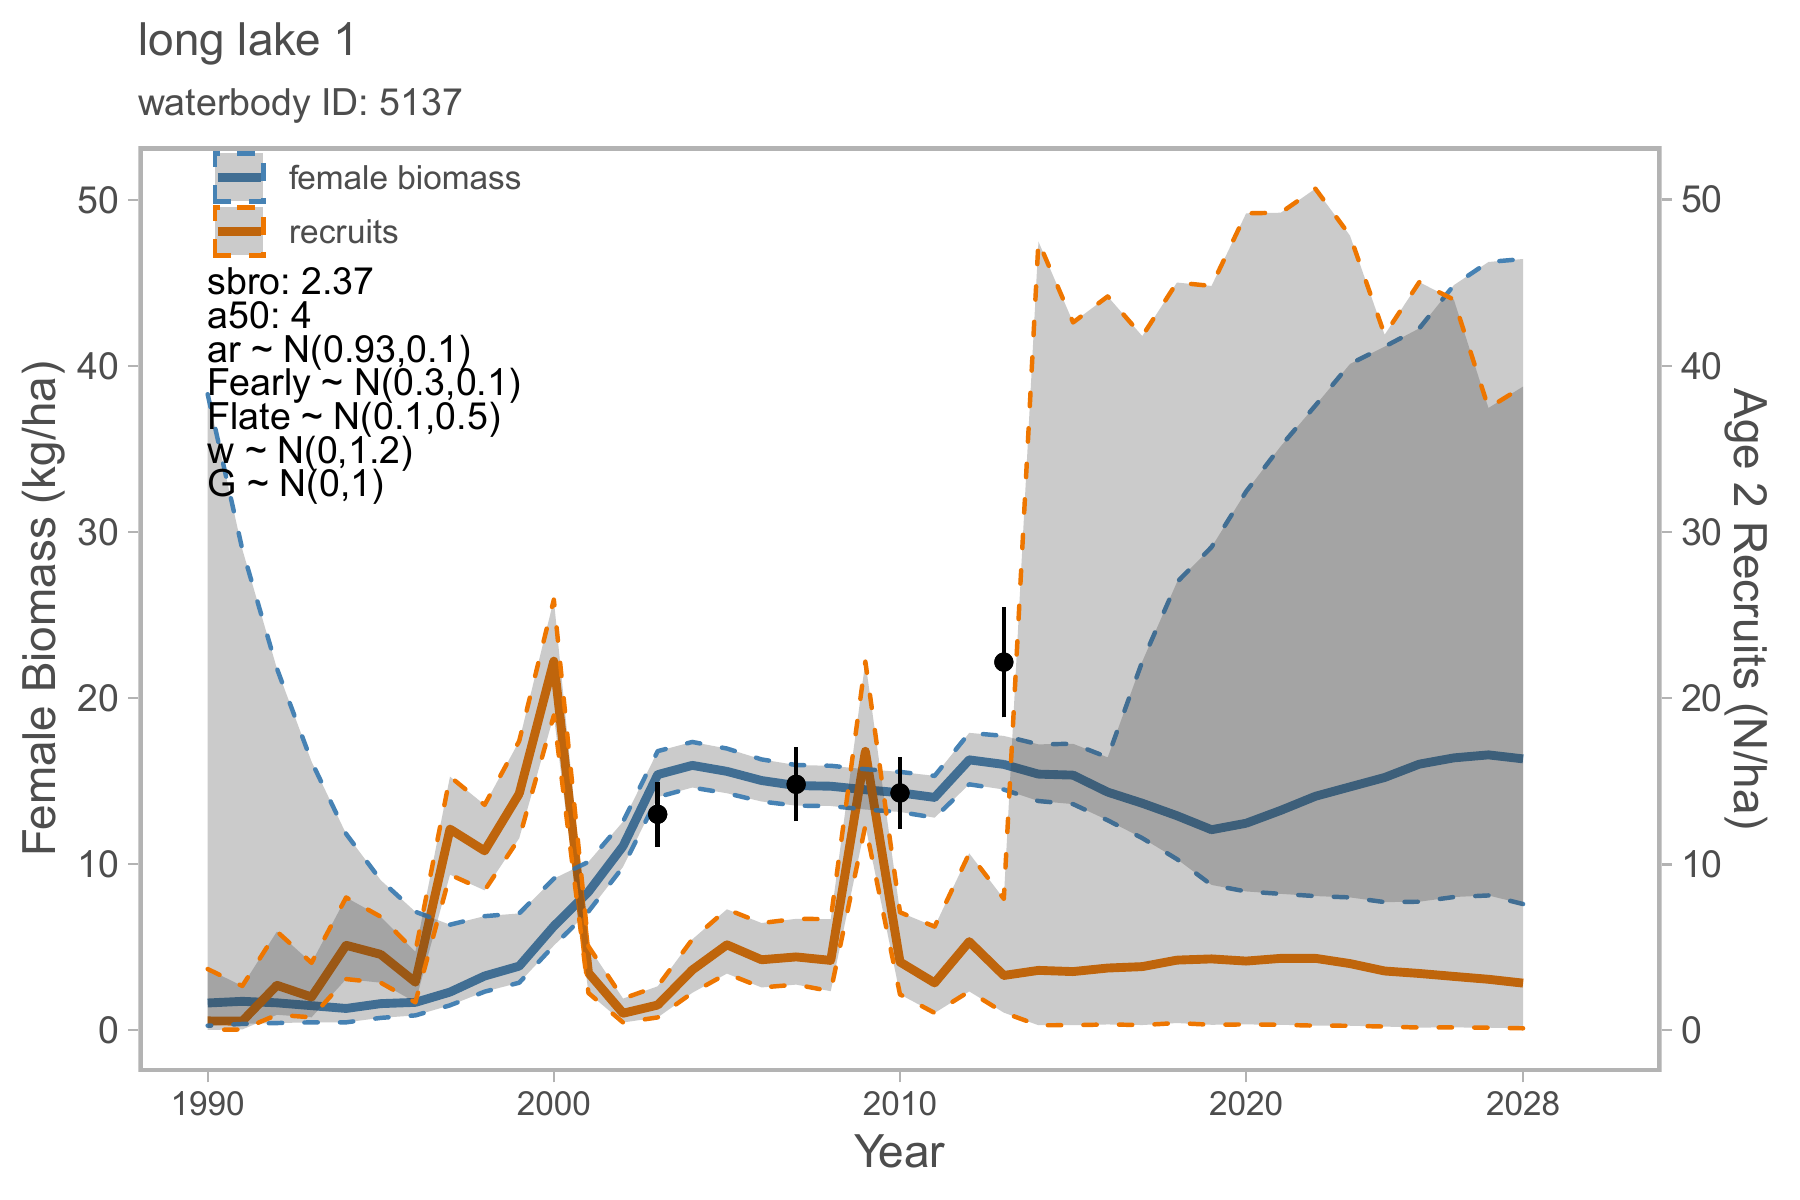 long lake 1
waterbody ID: 5137
female biomass
recruits
sbro: 2.37
a50: 4
ar ~ N(0.93,0.1)
Fearly ~ N(0.3,0.1)
Flate ~ N(0.1,0.5)
w ~ N(0,1.2)
G ~ N(0,1)
Female Biomass (kg/ha)
50
40
30
20
10
0
50
40
30
20
10
0
Age 2 Recruits (N/ha)
1990 2000 2010 2020 2028
Year